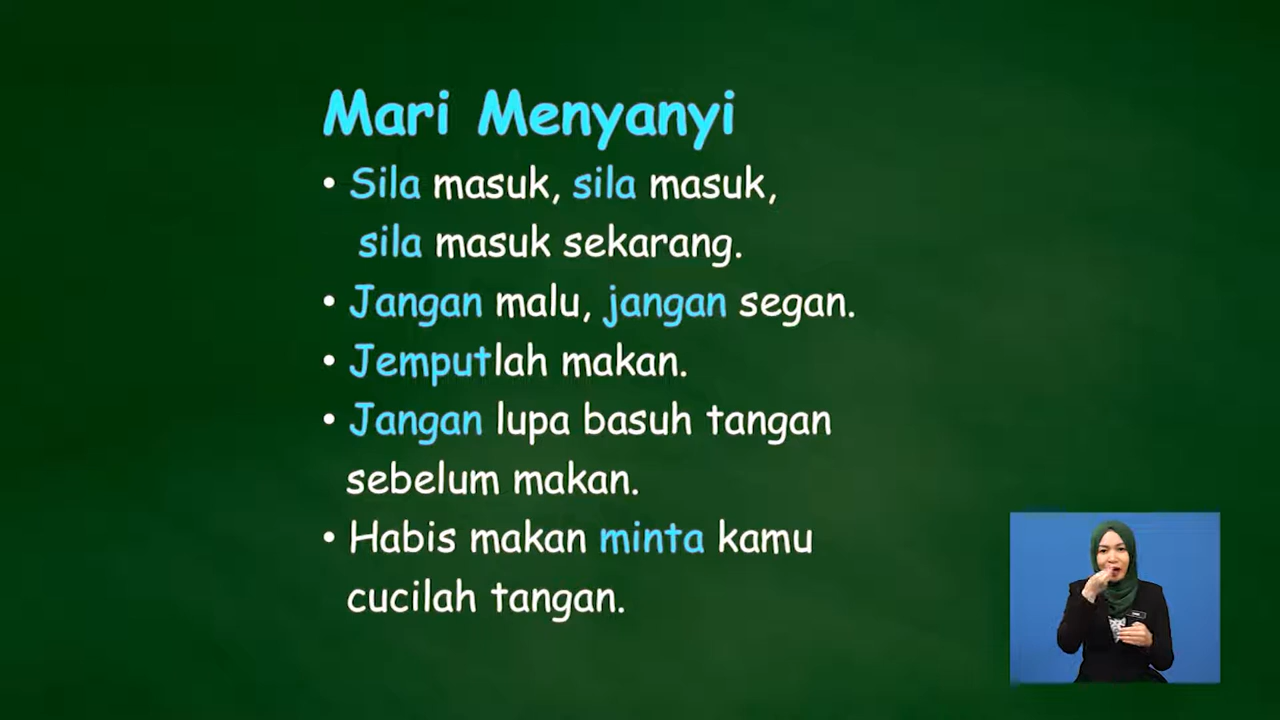 Mari Menyanyi
• Sila masuk, sila masuk,
sila masuk sekarang.
• Jangan malu, jangan segan.
• Jemputlah makan.
• Jangan lupa basuh tangan
sebelum makan.
• Habis makan minta kamu
cucilah tangan.